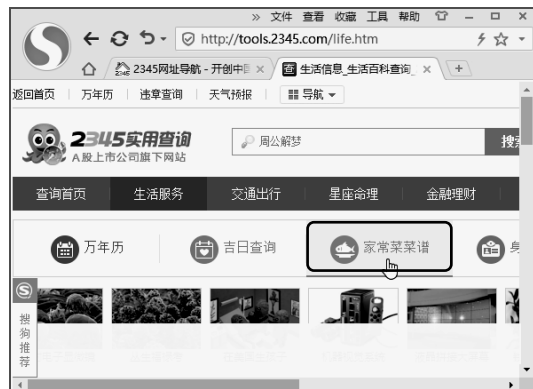 » 文件 查看 收藏 工具 帮助
http://tools.2345.com/life.htm
2345网址导航 - 开创中 生活信息_生活百科查询_
返回首页 万年历 违章查询 天气预报 导航
2345实用查询
A股上市公司旗下网站
周公解梦
查询首页 生活服务 交通出行 星座命理 金融理财
万年历 吉日查询 家常菜菜谱
搜狗推荐